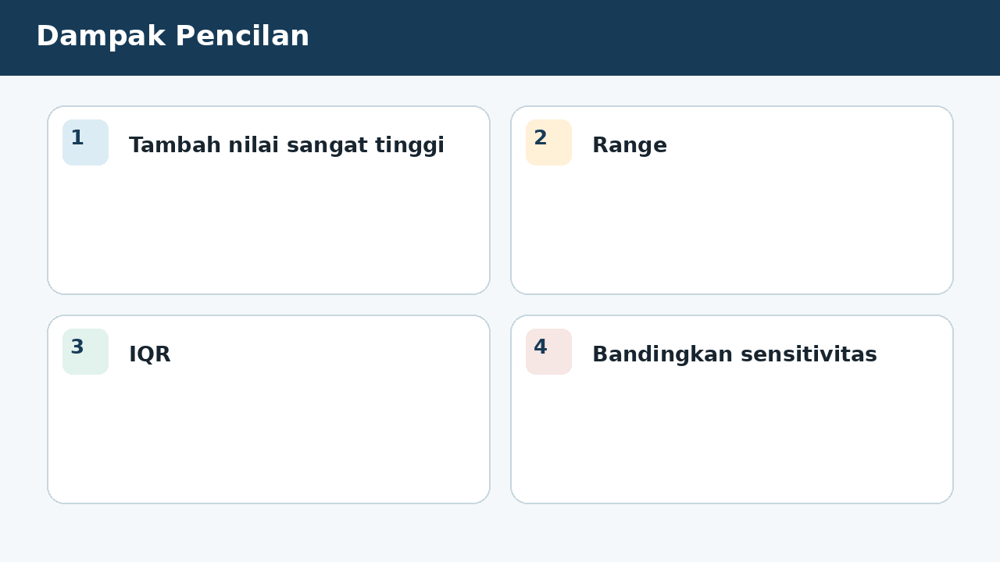 Dampak Pencilan
1
Tambah nilai sangat tinggi
2
Range
3
IQR
4
Bandingkan sensitivitas